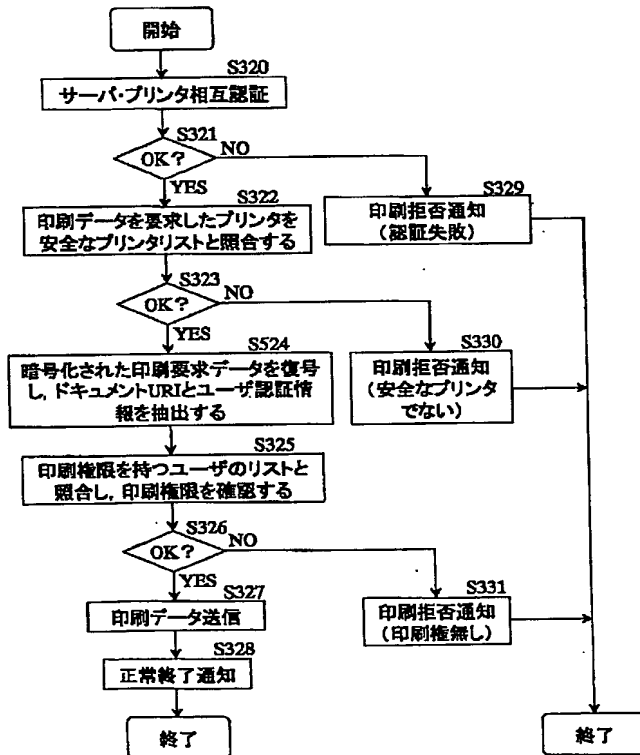 開始
S320
サーバ・プリンタ相互認証
S321
OK?
NO
YES
S322
印刷データを要求したプリンタを
安全なプリンタリストと照合する
S329
印刷拒否通知
(認証失敗)
S323
OK?
NO
YES
S524
暗号化された印刷要求データを復号
し,ドキュメントURIとユーザ認証情
報を抽出する
S330
印刷拒否通知
(安全なプリンタ
でない)
S325
印刷権限を持つユーザのリストと
照合し,印刷権限を確認する
S326
OK?
NO
YES
S327
印刷データ送信
S331
印刷拒否通知
(印刷権無し)
S328
正常終了通知
終了
終了